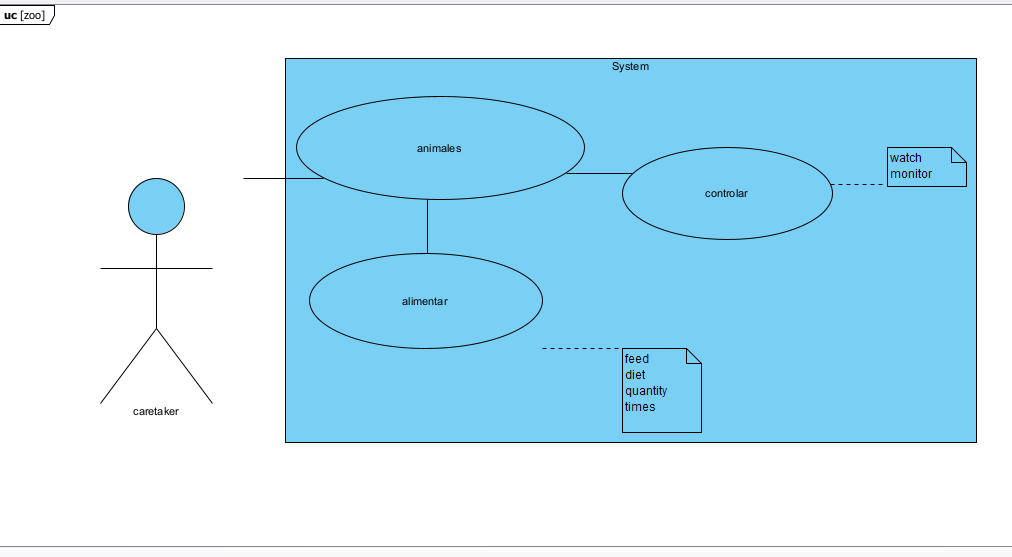 uc [zoo]
System
animales
controlar
watch
monitor
alimentar
feed
diet
quantity
times
caretaker